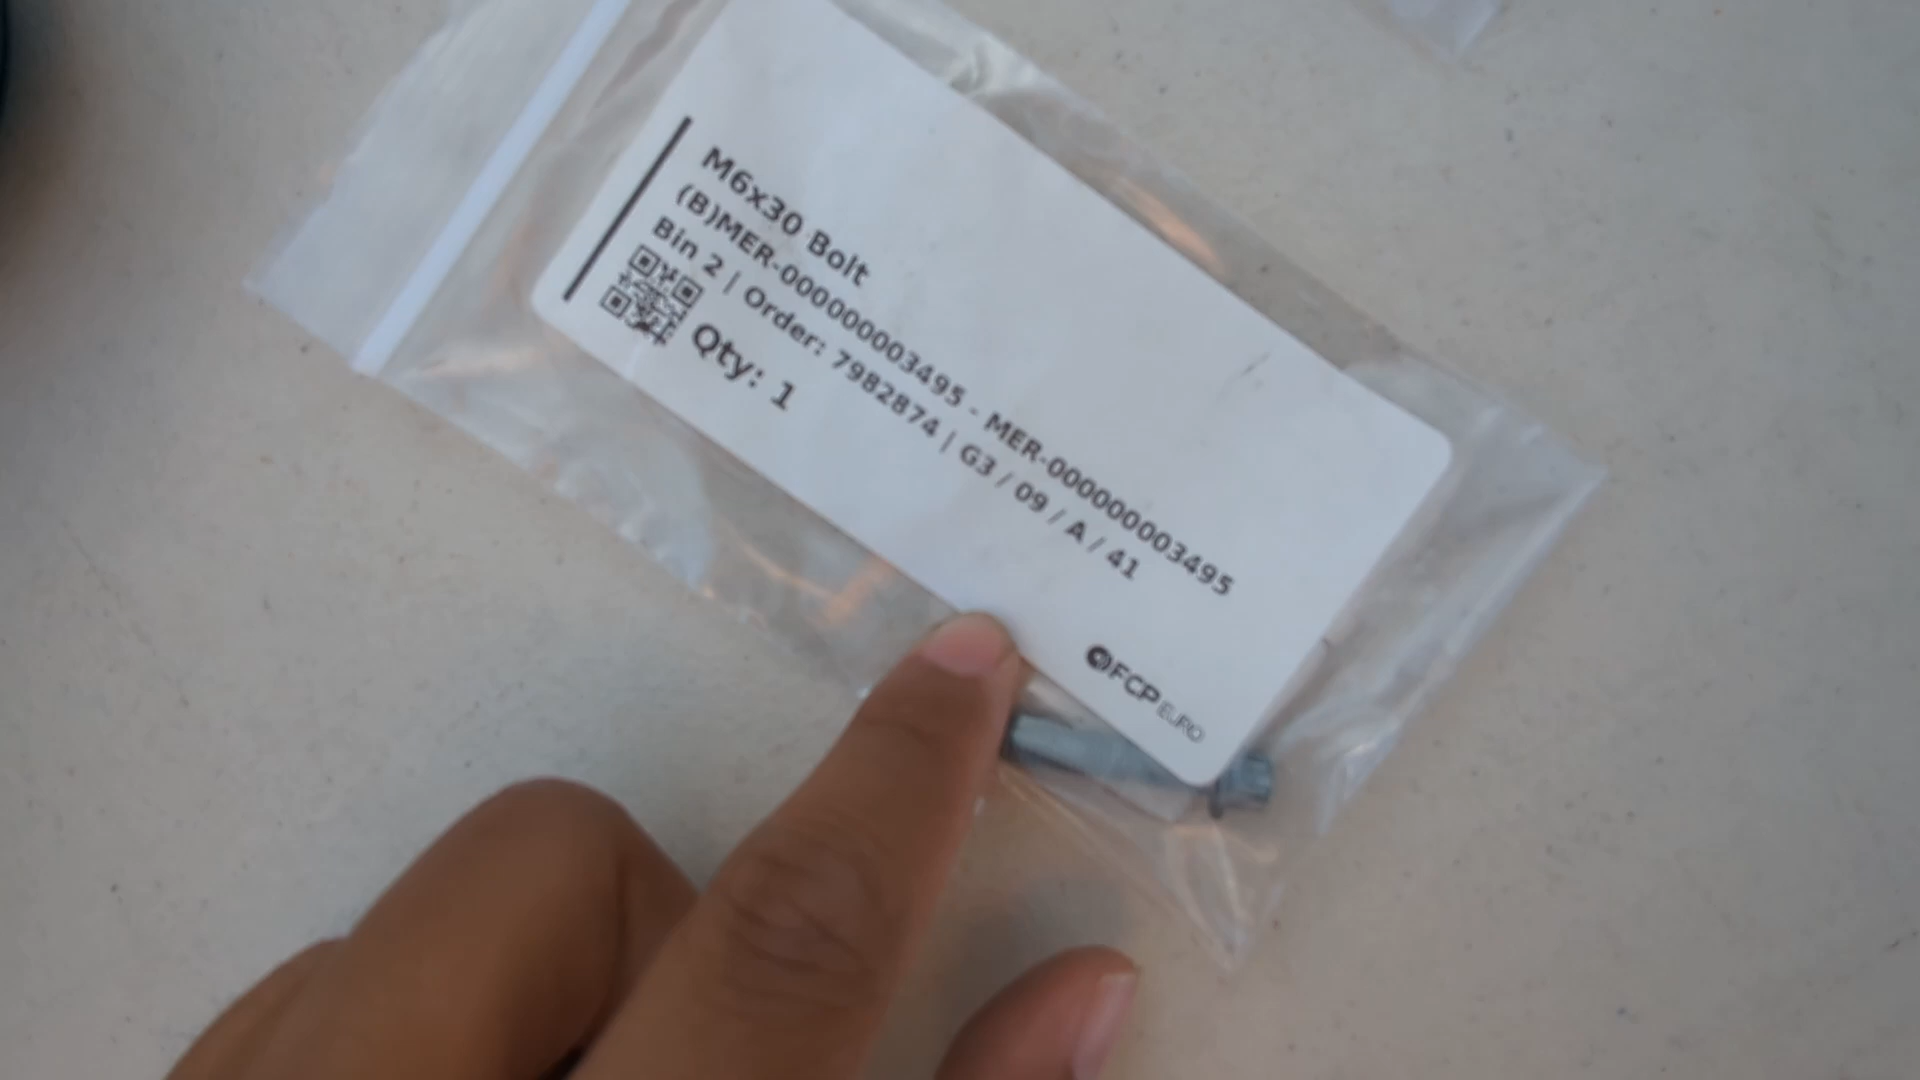 M6x30 Bolt
(B)MER-000000003495 - MER-000000003495
Bin 2 | Order: 7982874 | G3 / 09 / A / 41
Qty: 1
FCP EURO